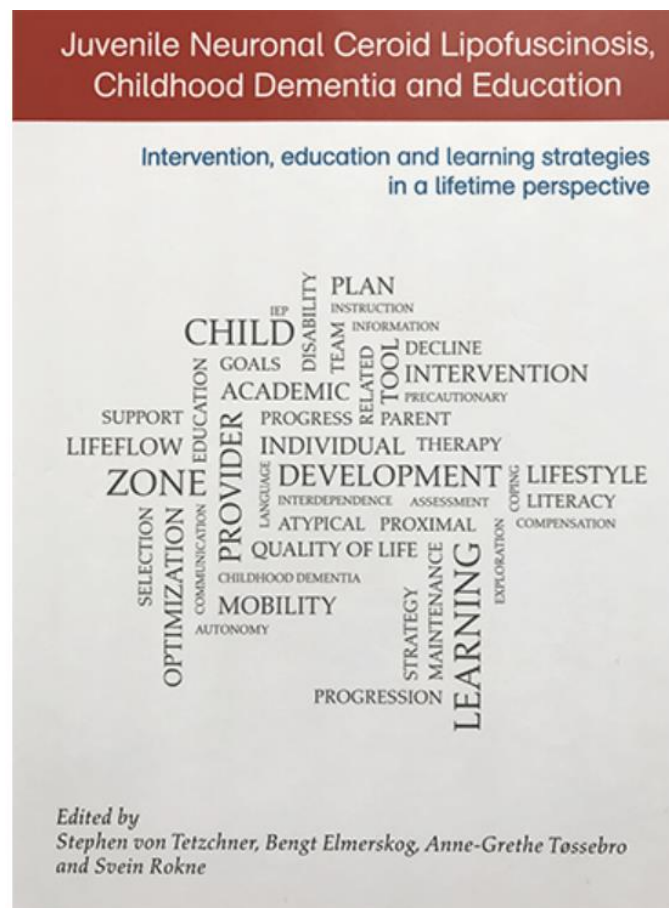 Juvenile Neuronal Ceroid Lipofuscinosis,
Childhood Dementia and Education
Intervention, education and learning strategies
in a lifetime perspective
PLAN
IEP
INSTRUCTION
DISABILITY
CHILD
TEAM
INFORMATION
GOALS
RELATED
TOOL
DECLINE
EDUCATION
INTERVENTION
ACADEMIC
PRECAUTIONARY
SUPPORT
PROVIDER
PROGRESS
PARENT
LIFEFLOW
INDIVIDUAL
THERAPY
ZONE
LANGUAGE
DEVELOPMENT
COPING
LIFESTYLE
INTERDEPENDENCE
ASSESSMENT
LITERACY
SELECTION
OPTIMIZATION
COMMUNICATION
ATYPICAL
PROXIMAL
COMPENSATION
QUALITY OF LIFE
EXPLORATION
CHILDHOOD DEMENTIA
STRATEGY
MAINTENANCE
LEARNING
MOBILITY
AUTONOMY
PROGRESSION
Edited by
Stephen von Tetzchner, Bengt Elmerskog, Anne-Grethe Tøssebro
and Svein Rokne